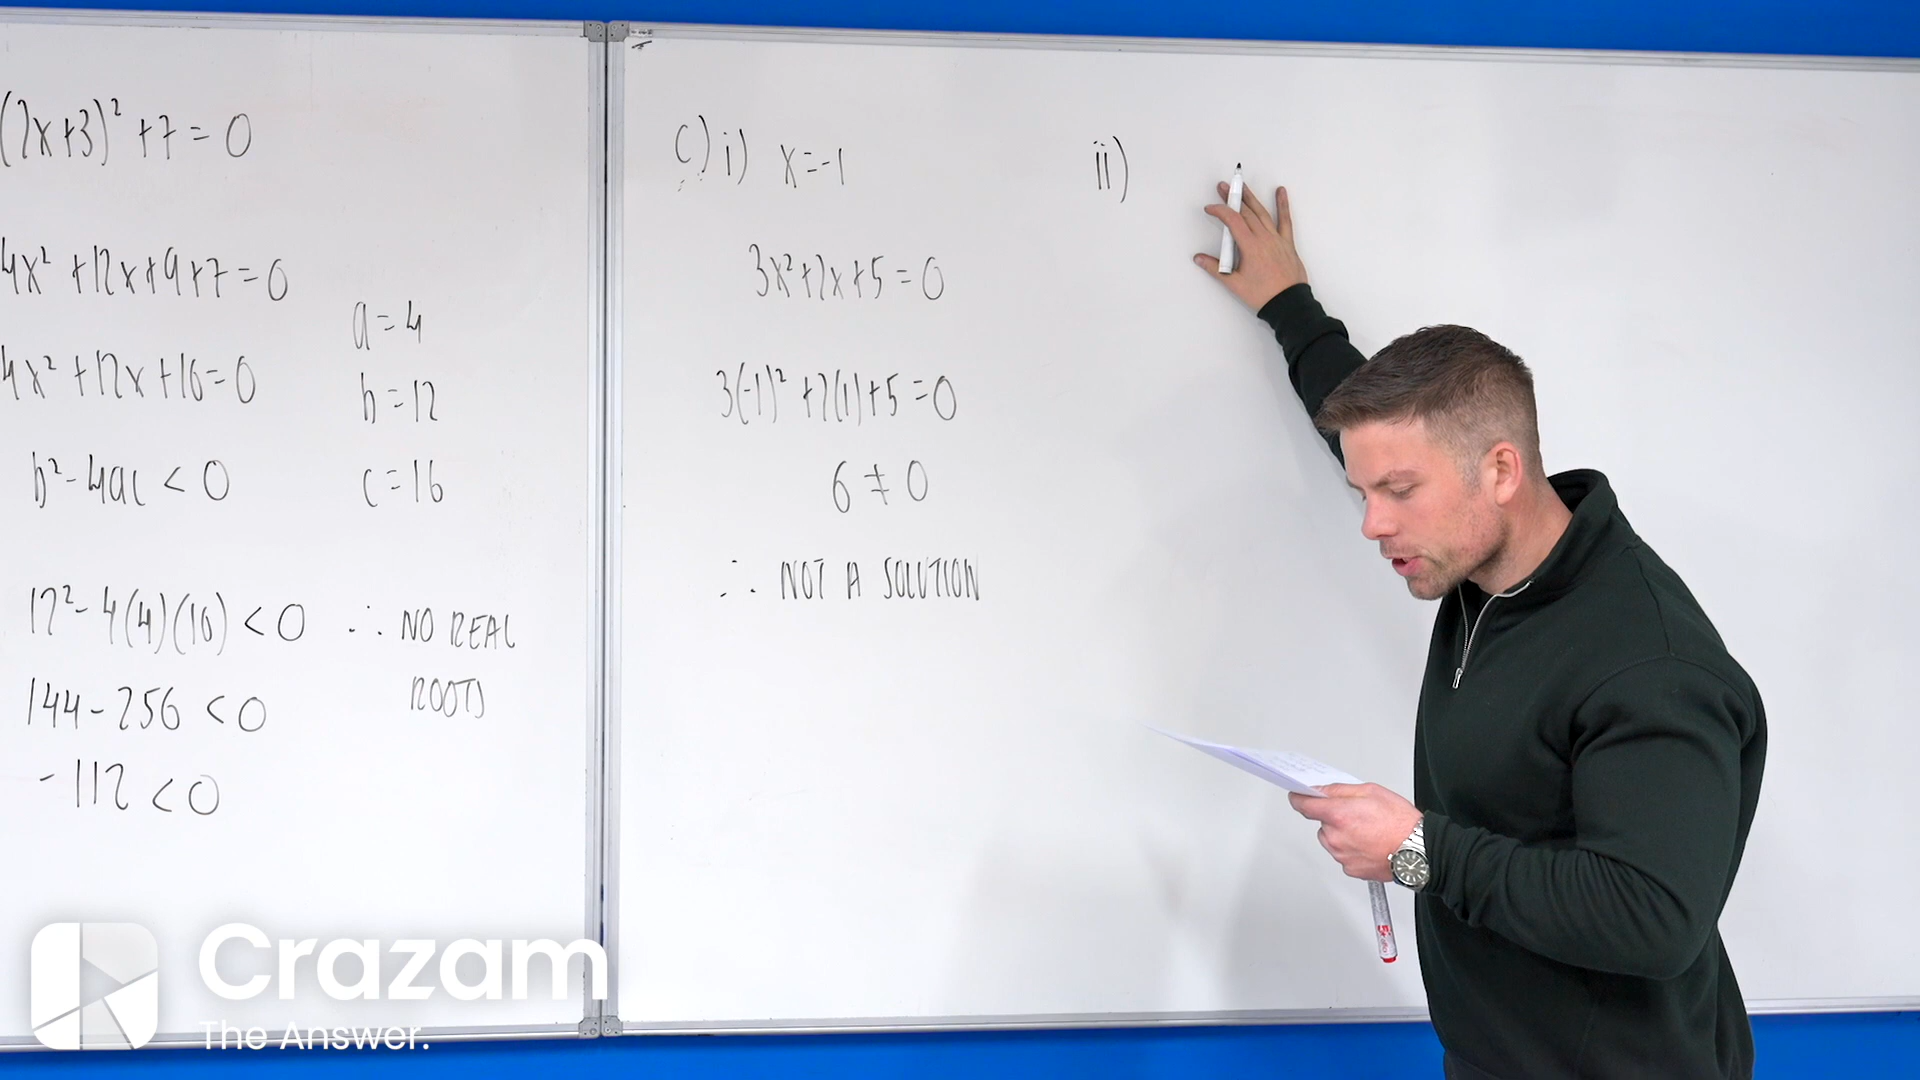 (2x+3)² +7 = 0
4x² +12x+9+7=0
4x² +12x +16=0
a=4
b=12
c=16
b²-4ac < 0
12²-4(4)(16) < 0 ∴ NO REAL
ROOTS
144-256 < 0
-112 < 0
c) i) x=-1
3x²+2x+5=0
3(-1)²+2(1)+5=0
6 ≠ 0
∴ NOT A SOLUTION
ii)
Crazam
The Answer.